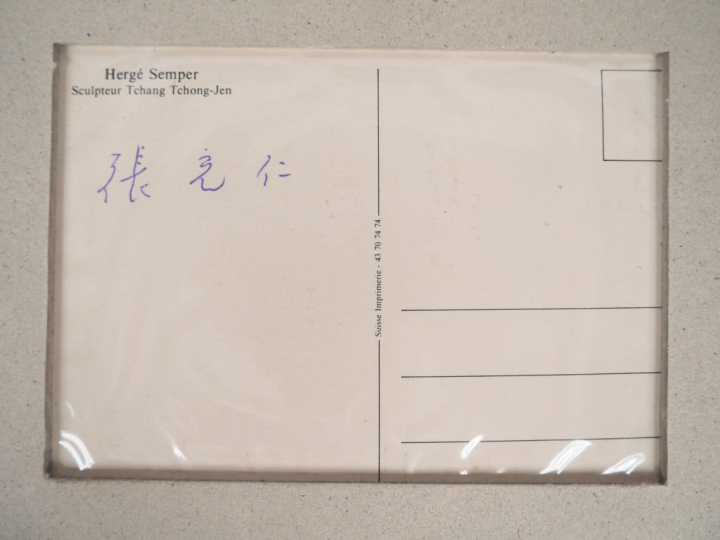 Hergé Semper
Sculpteur Tchang Tchong-Jen
張 充 仁
Suisse Imprimerie - 43 70 74 74